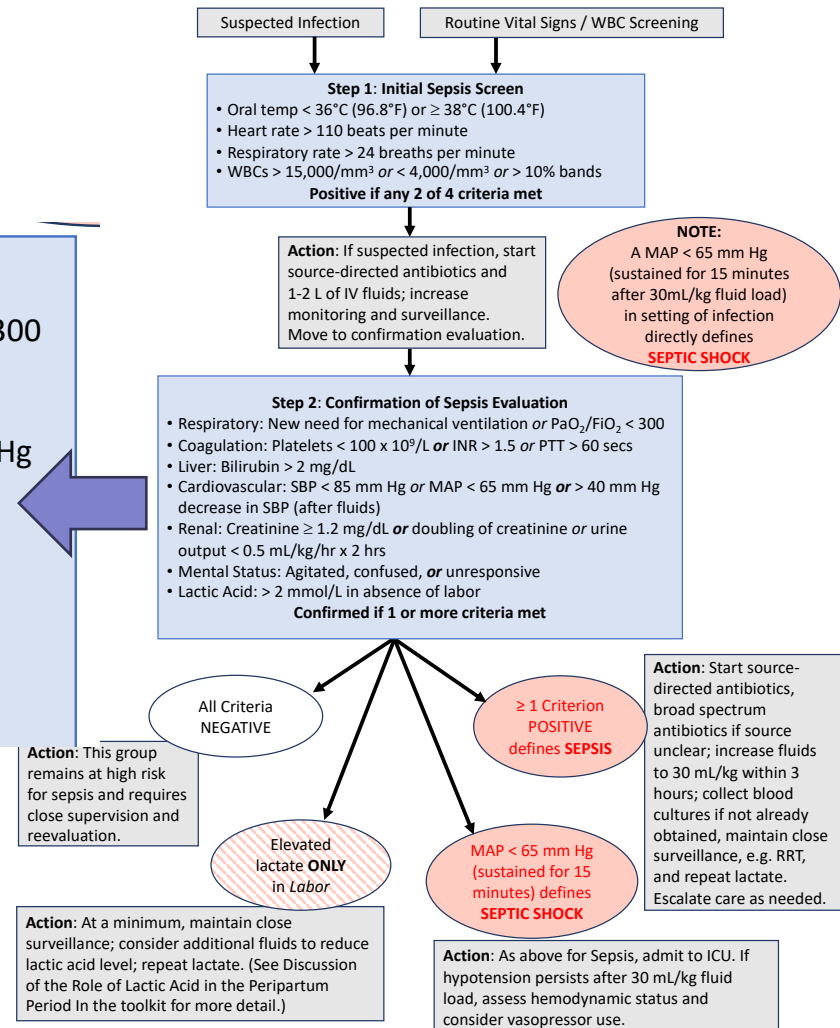 Suspected Infection
Routine Vital Signs / WBC Screening
Step 1: Initial Sepsis Screen
• Oral temp < 36°C (96.8°F) or ≥ 38°C (100.4°F)
• Heart rate > 110 beats per minute
• Respiratory rate > 24 breaths per minute
• WBCs > 15,000/mm³ or < 4,000/mm³ or > 10% bands
Positive if any 2 of 4 criteria met
Action: If suspected infection, start
source-directed antibiotics and
1-2 L of IV fluids; increase
monitoring and surveillance.
Move to confirmation evaluation.
NOTE:
A MAP < 65 mm Hg
(sustained for 15 minutes
after 30mL/kg fluid load)
in setting of infection
directly defines
SEPTIC SHOCK
300
Hg
Step 2: Confirmation of Sepsis Evaluation
• Respiratory: New need for mechanical ventilation or PaO₂/FiO₂ < 300
• Coagulation: Platelets < 100 x 10⁹/L or INR > 1.5 or PTT > 60 secs
• Liver: Bilirubin > 2 mg/dL
• Cardiovascular: SBP < 85 mm Hg or MAP < 65 mm Hg or > 40 mm Hg
decrease in SBP (after fluids)
• Renal: Creatinine ≥ 1.2 mg/dL or doubling of creatinine or urine
output < 0.5 mL/kg/hr x 2 hrs
• Mental Status: Agitated, confused, or unresponsive
• Lactic Acid: > 2 mmol/L in absence of labor
Confirmed if 1 or more criteria met
All Criteria
NEGATIVE
Action: This group
remains at high risk
for sepsis and requires
close supervision and
reevaluation.
≥ 1 Criterion
POSITIVE
defines SEPSIS
Action: Start source-
directed antibiotics,
broad spectrum
antibiotics if source
unclear; increase fluids
to 30 mL/kg within 3
hours; collect blood
cultures if not already
obtained, maintain close
surveillance, e.g. RRT,
and repeat lactate.
Escalate care as needed.
Elevated
lactate ONLY
in Labor
Action: At a minimum, maintain close
surveillance; consider additional fluids to reduce
lactic acid level; repeat lactate. (See Discussion
of the Role of Lactic Acid in the Peripartum
Period In the toolkit for more detail.)
MAP < 65 mm Hg
(sustained for 15
minutes) defines
SEPTIC SHOCK
Action: As above for Sepsis, admit to ICU. If
hypotension persists after 30 mL/kg fluid
load, assess hemodynamic status and
consider vasopressor use.